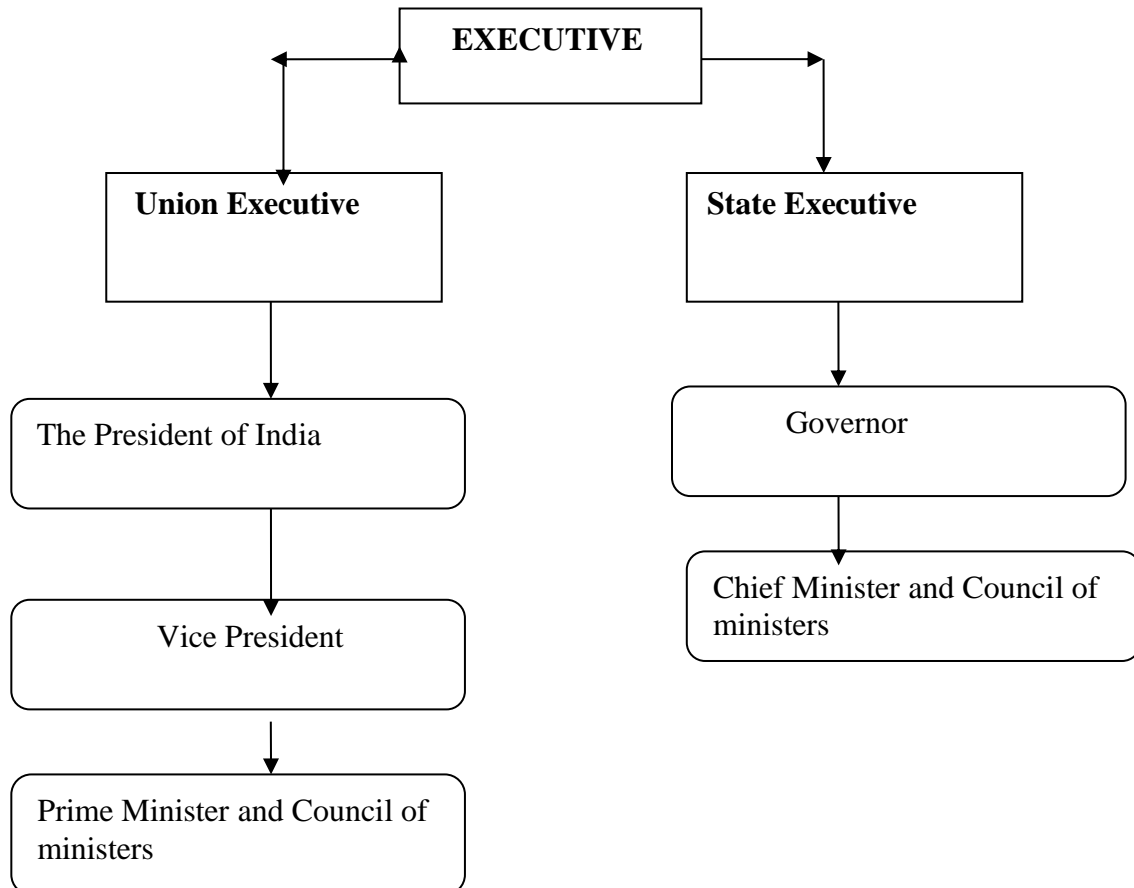 EXECUTIVE
Union Executive
State Executive
The President of India
Governor
Vice President
Chief Minister and Council of
ministers
Prime Minister and Council of
ministers